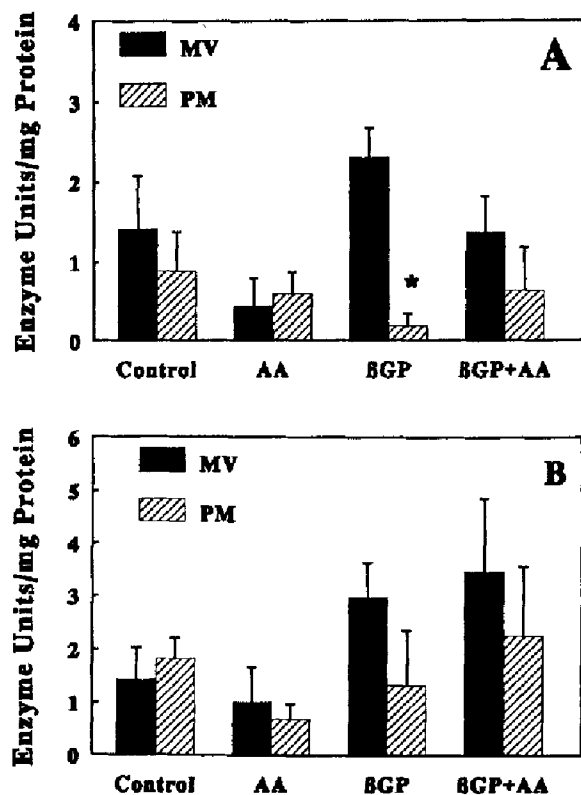 4
A
MV
3
PM
2
*
1
0
Enzyme Units/mg Protein
Control AA ßGP ßGP+AA
6
B
MV
5
PM
4
3
2
1
0
Enzyme Units/mg Protein
Control AA ßGP ßGP+AA